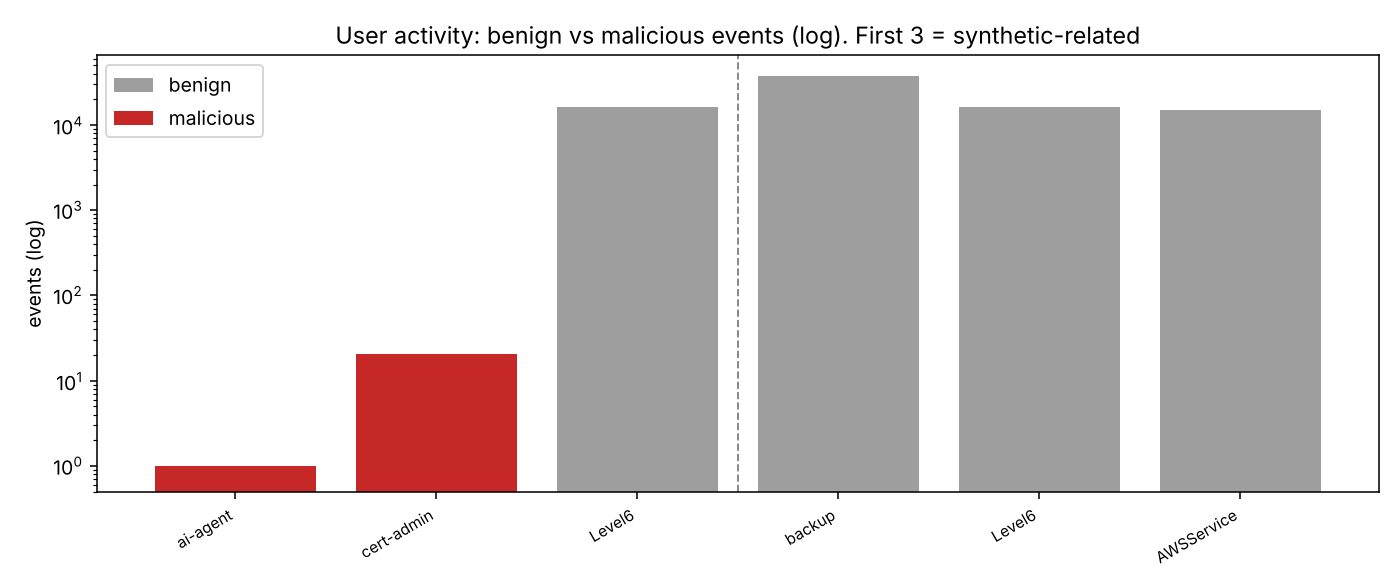 User activity: benign vs malicious events (log). First 3 = synthetic-related
benign
malicious
events (log)
10⁴
10³
10²
10¹
10⁰
ai-agent
cert-admin
Level6
backup
Level6
AWSService